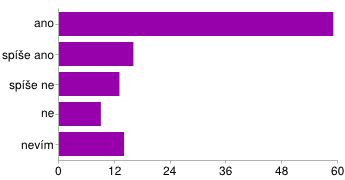 ano
spíše ano
spíše ne
ne
nevím
0 12 24 36 48 60